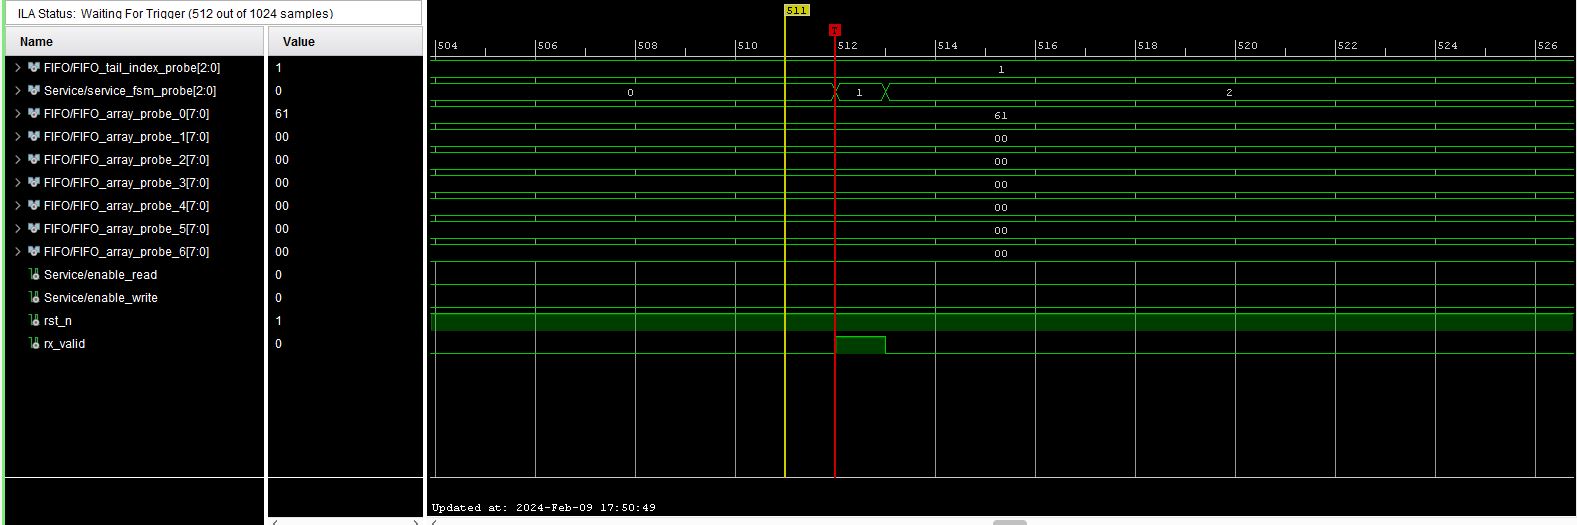 ILA Status: Waiting For Trigger (512 out of 1024 samples)
511
T
Name Value 504 506 508 510 512 514 516 518 520 522 524 526
FIFO/FIFO_tail_index_probe[2:0] 1 1
Service/service_fsm_probe[2:0] 0 0 1 2
FIFO/FIFO_array_probe_0[7:0] 61 61
FIFO/FIFO_array_probe_1[7:0] 00 00
FIFO/FIFO_array_probe_2[7:0] 00 00
FIFO/FIFO_array_probe_3[7:0] 00 00
FIFO/FIFO_array_probe_4[7:0] 00 00
FIFO/FIFO_array_probe_5[7:0] 00 00
FIFO/FIFO_array_probe_6[7:0] 00 00
Service/enable_read 0
Service/enable_write 0
rst_n 1
rx_valid 0
Updated at: 2024-Feb-09 17:50:49